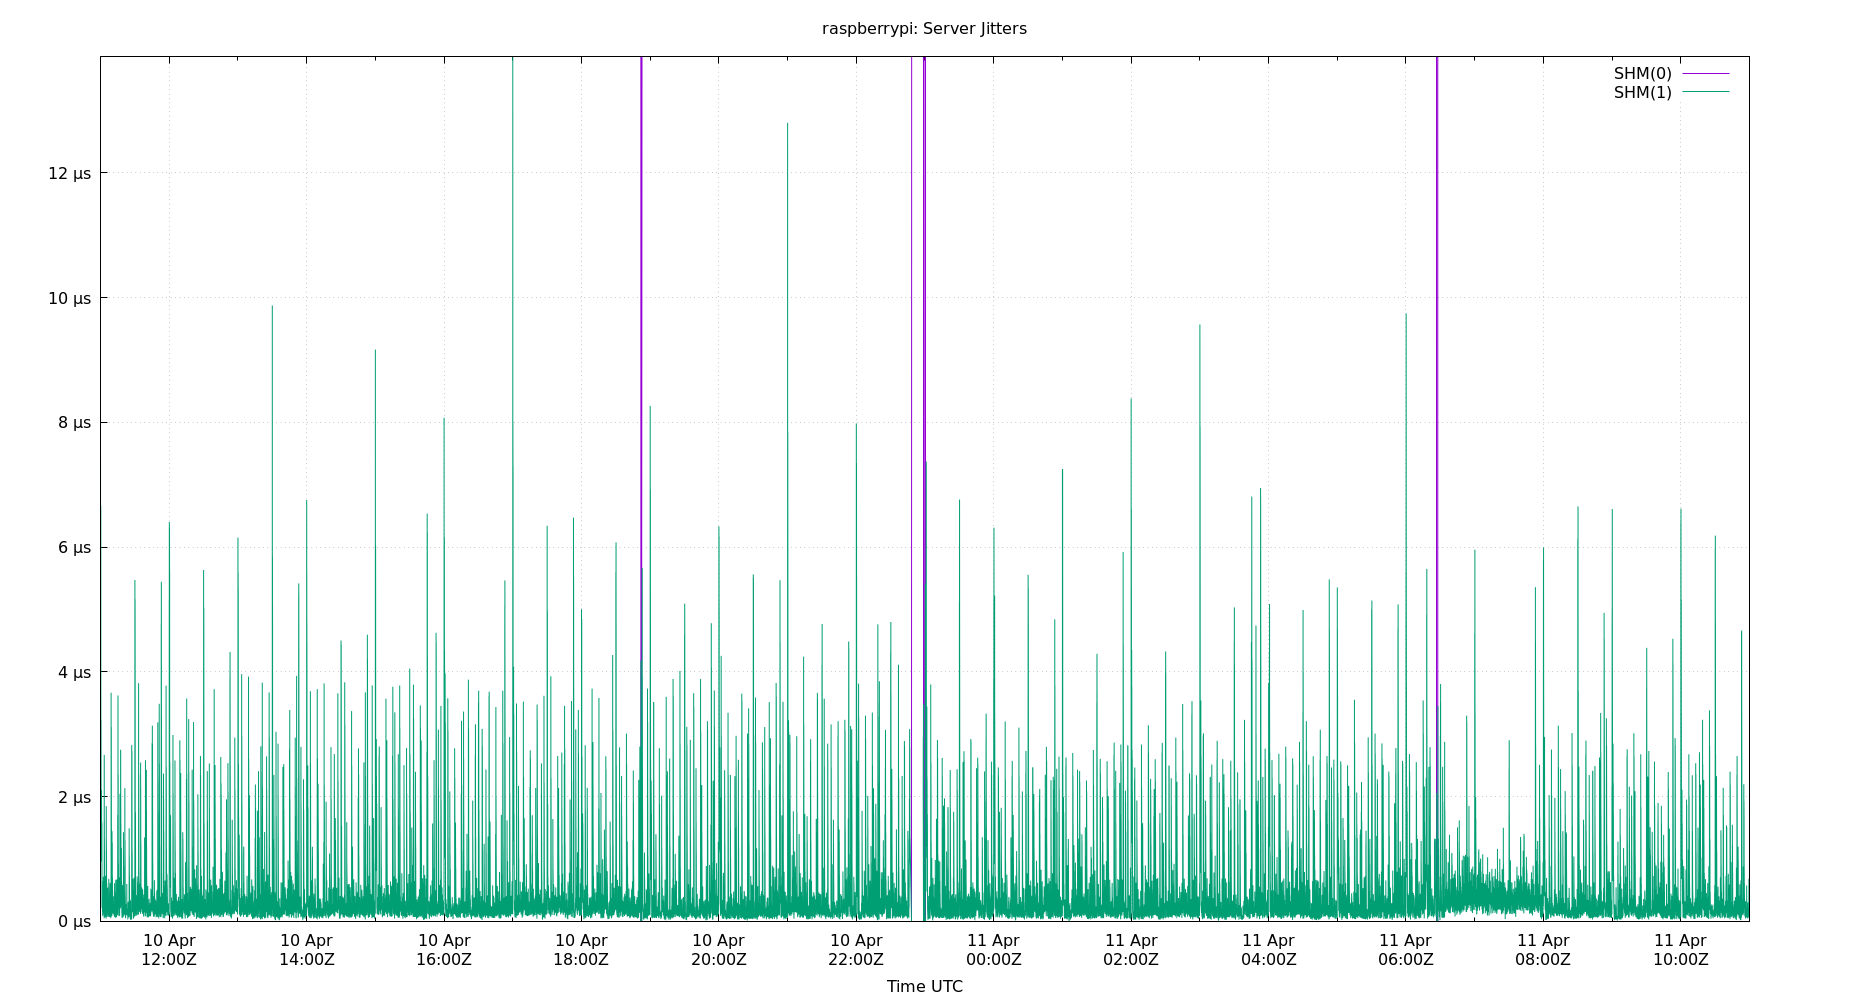 raspberrypi: Server Jitters
SHM(0)
SHM(1)
12 µs
10 µs
8 µs
6 µs
4 µs
2 µs
0 µs
10 Apr 10 Apr 10 Apr 10 Apr 10 Apr 10 Apr 11 Apr 11 Apr 11 Apr 11 Apr 11 Apr 11 Apr
12:00Z 14:00Z 16:00Z 18:00Z 20:00Z 22:00Z 00:00Z 02:00Z 04:00Z 06:00Z 08:00Z 10:00Z
Time UTC